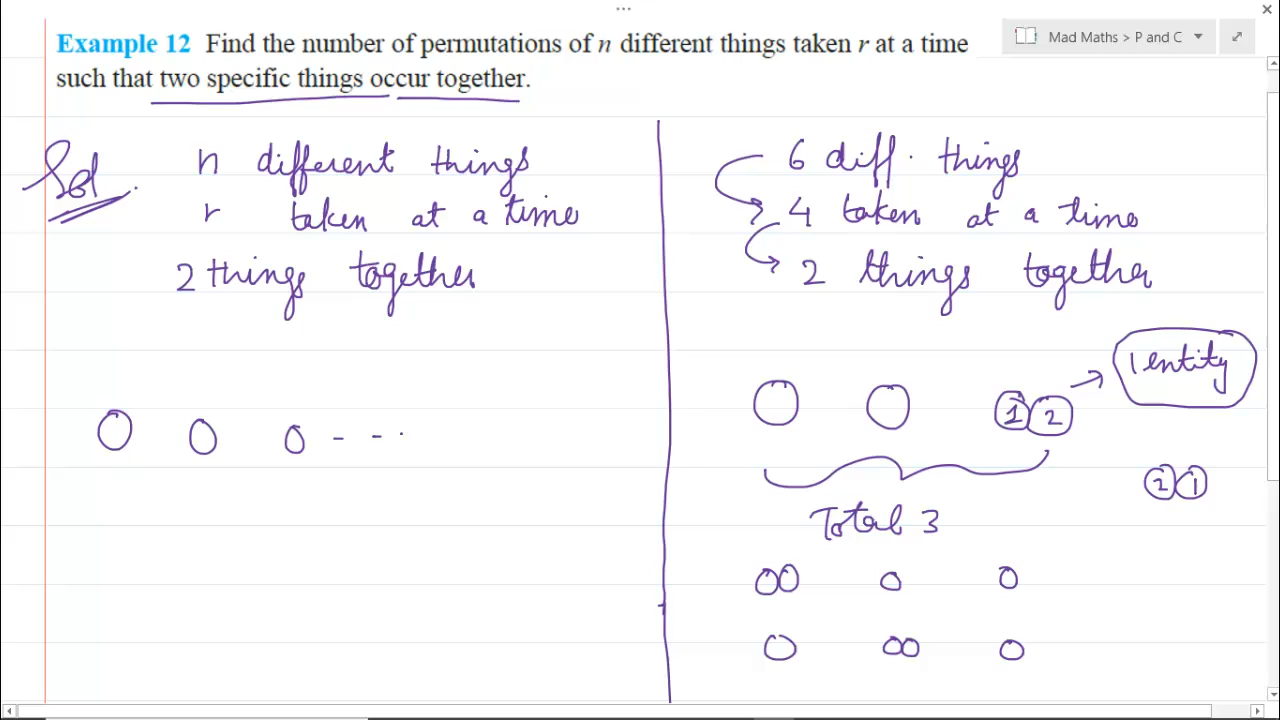 Example 12 Find the number of permutations of n different things taken r at a time
such that two specific things occur together.
Mad Maths > P and C
Sol.
n different things
r taken at a time
2 things together
6 diff. things
4 taken at a time
2 things together
1 entity
1 2
2 1
Total 3